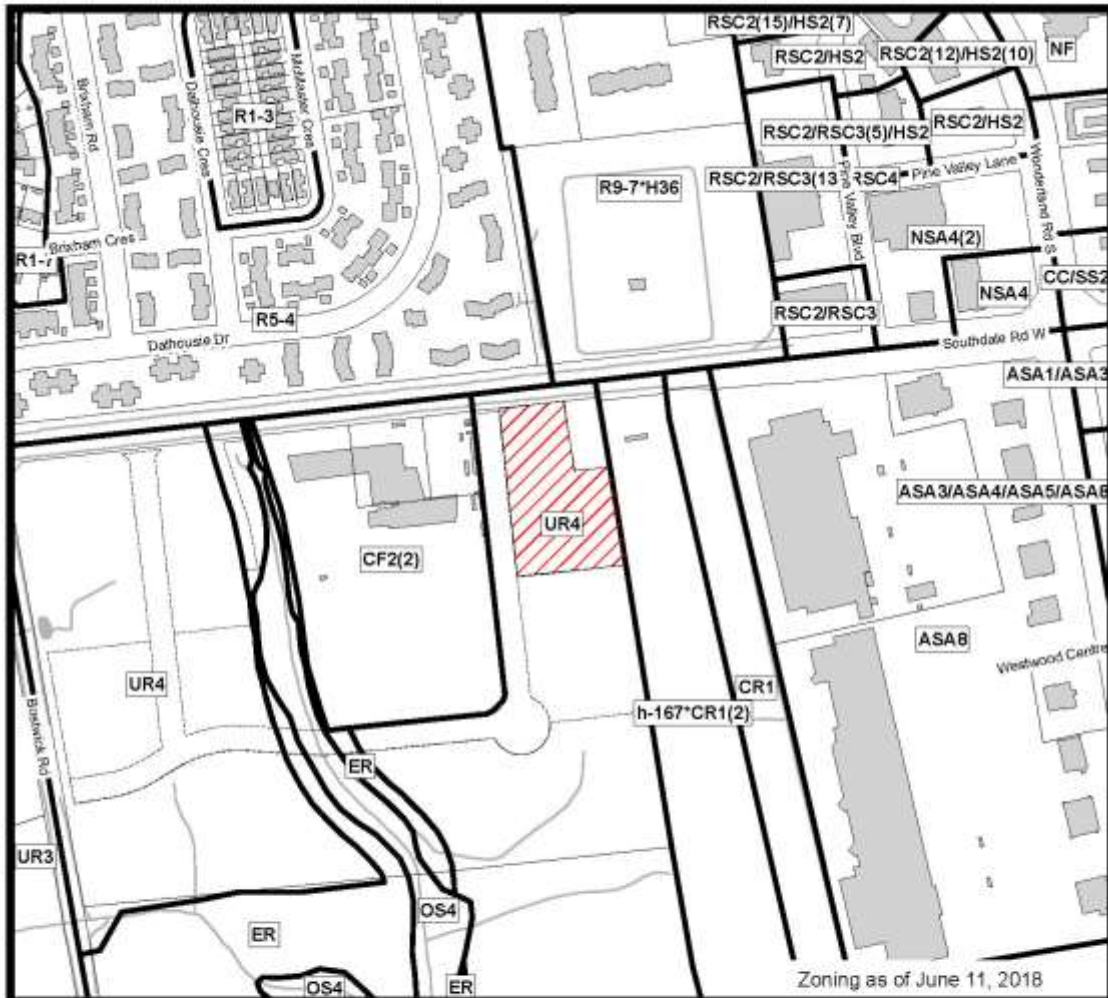 RSC2(15)/HS2(7)
RSC2/HS2
RSC2(12)/HS2(10)
NF
Brixham Rd
Dalhousie Cres
McMaster Cres
R1-3
RSC2/RSC3(5)/HS2
RSC2/HS2
Pine Valley Lane
RSC2/RSC3(13
RSC4
R9-7*H36
Pine Valley Blvd
Wonderland Rd S
NSA4(2)
Brixham Cres
R1-7
CC/SS2
NSA4
RSC2/RSC3
R5-4
Dalhousie Dr
Southdale Rd W
ASA1/ASA3
ASA3/ASA4/ASA5/ASA8
UR4
CF2(2)
ASA8
Westwood Centre
UR4
CR1
h-167*CR1(2)
Bostwick Rd
ER
UR3
OS4
ER
ER
OS4
Zoning as of June 11, 2018